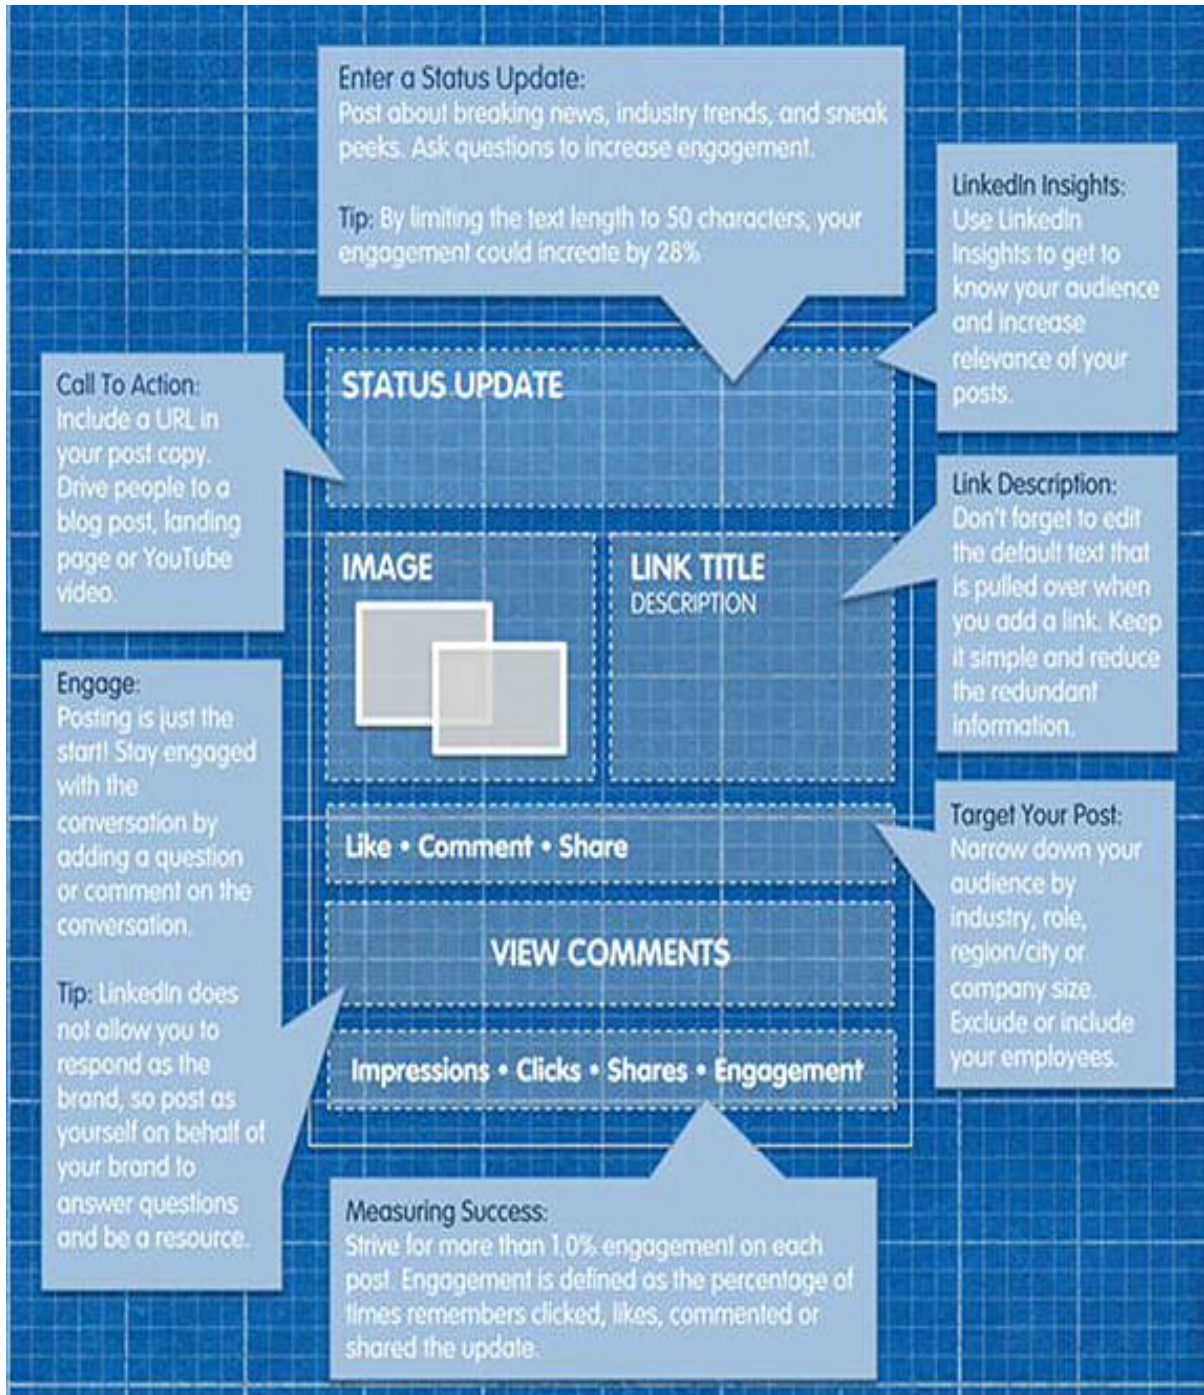 Enter a Status Update:
Post about breaking news, industry trends, and sneak
peeks. Ask questions to increase engagement.
Tip: By limiting the text length to 50 characters, your
engagement could increase by 28%
LinkedIn Insights:
Use LinkedIn
Insights to get to
know your audience
and increase
relevance of your
posts.
Call To Action:
Include a URL in
your post copy.
Drive people to a
blog post, landing
page or YouTube
video.
STATUS UPDATE
Link Description:
Don't forget to edit
the default text that
is pulled over when
you add a link. Keep
it simple and reduce
the redundant
information.
IMAGE
LINK TITLE
DESCRIPTION
Engage:
Posting is just the
start! Stay engaged
with the
conversation by
adding a question
or comment on the
conversation.
Tip: LinkedIn does
not allow you to
respond as the
brand, so post as
yourself on behalf of
your brand to
answer questions
and be a resource.
Like • Comment • Share
Target Your Post:
Narrow down your
audience by
industry, role,
region/city or
company size.
Exclude or include
your employees.
VIEW COMMENTS
Impressions • Clicks • Shares • Engagement
Measuring Success:
Strive for more than 1.0% engagement on each
post. Engagement is defined as the percentage of
times remembers clicked, likes, commented or
shared the update.